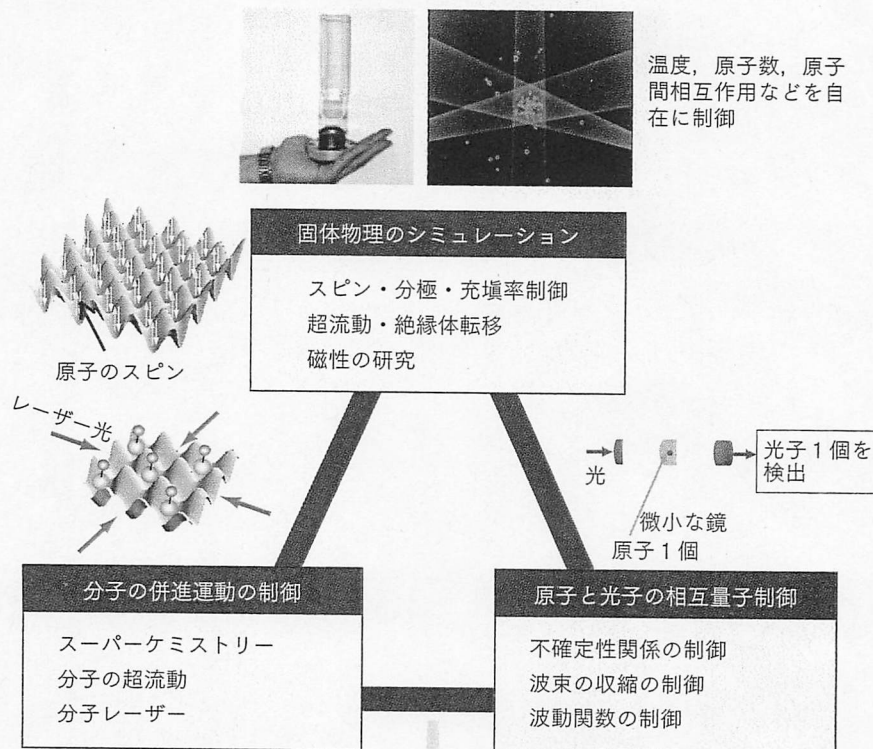 温度，原子数，原子
間相互作用などを自
在に制御
固体物理のシミュレーション
スピン・分極・充塡率制御
超流動・絶縁体転移
磁性の研究
原子のスピン
レーザー光
光
光子1個を
検出
微小な鏡
原子1個
分子の併進運動の制御
スーパーケミストリー
分子の超流動
分子レーザー
原子と光子の相互量子制御
不確定性関係の制御
波束の収縮の制御
波動関数の制御